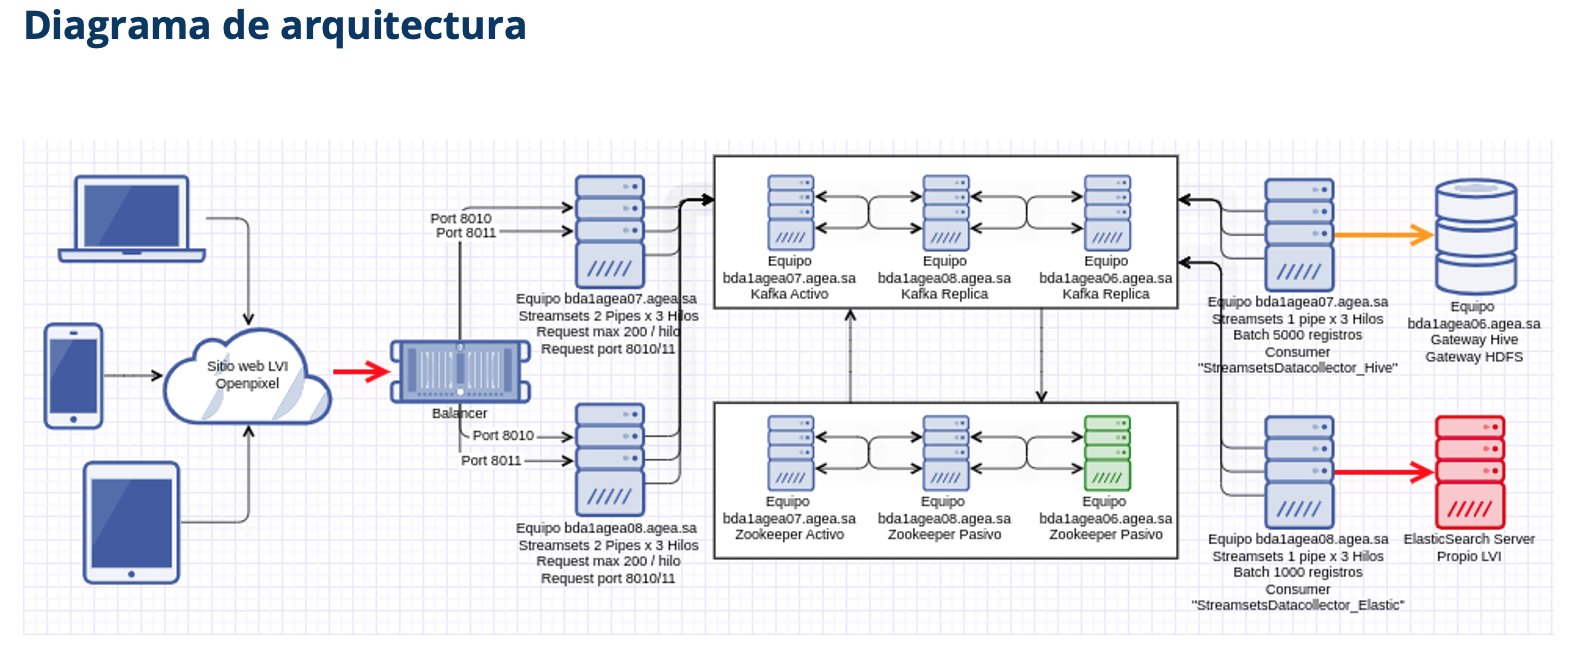 Diagrama de arquitectura
Sitio web LVI
Openpixel
Balancer
Port 8010
Port 8011
Port 8010
Port 8011
Equipo bda1agea07.agea.sa
Streamsets 2 Pipes x 3 Hilos
Request max 200 / hilo
Request port 8010/11
Equipo bda1agea08.agea.sa
Streamsets 2 Pipes x 3 Hilos
Request max 200 / hilo
Request port 8010/11
Equipo
bda1agea07.agea.sa
Kafka Activo
Equipo
bda1agea08.agea.sa
Kafka Replica
Equipo
bda1agea06.agea.sa
Kafka Replica
Equipo
bda1agea07.agea.sa
Zookeeper Activo
Equipo
bda1agea08.agea.sa
Zookeeper Pasivo
Equipo
bda1agea06.agea.sa
Zookeeper Pasivo
Equipo bda1agea07.agea.sa
Streamsets 1 pipe x 3 Hilos
Batch 5000 registros
Consumer
"StreamsetsDatacollector_Hive"
Equipo
bda1agea06.agea.sa
Gateway Hive
Gateway HDFS
Equipo bda1agea08.agea.sa
Streamsets 1 pipe x 3 Hilos
Batch 1000 registros
Consumer
"StreamsetsDatacollector_Elastic"
ElasticSearch Server
Propio LVI